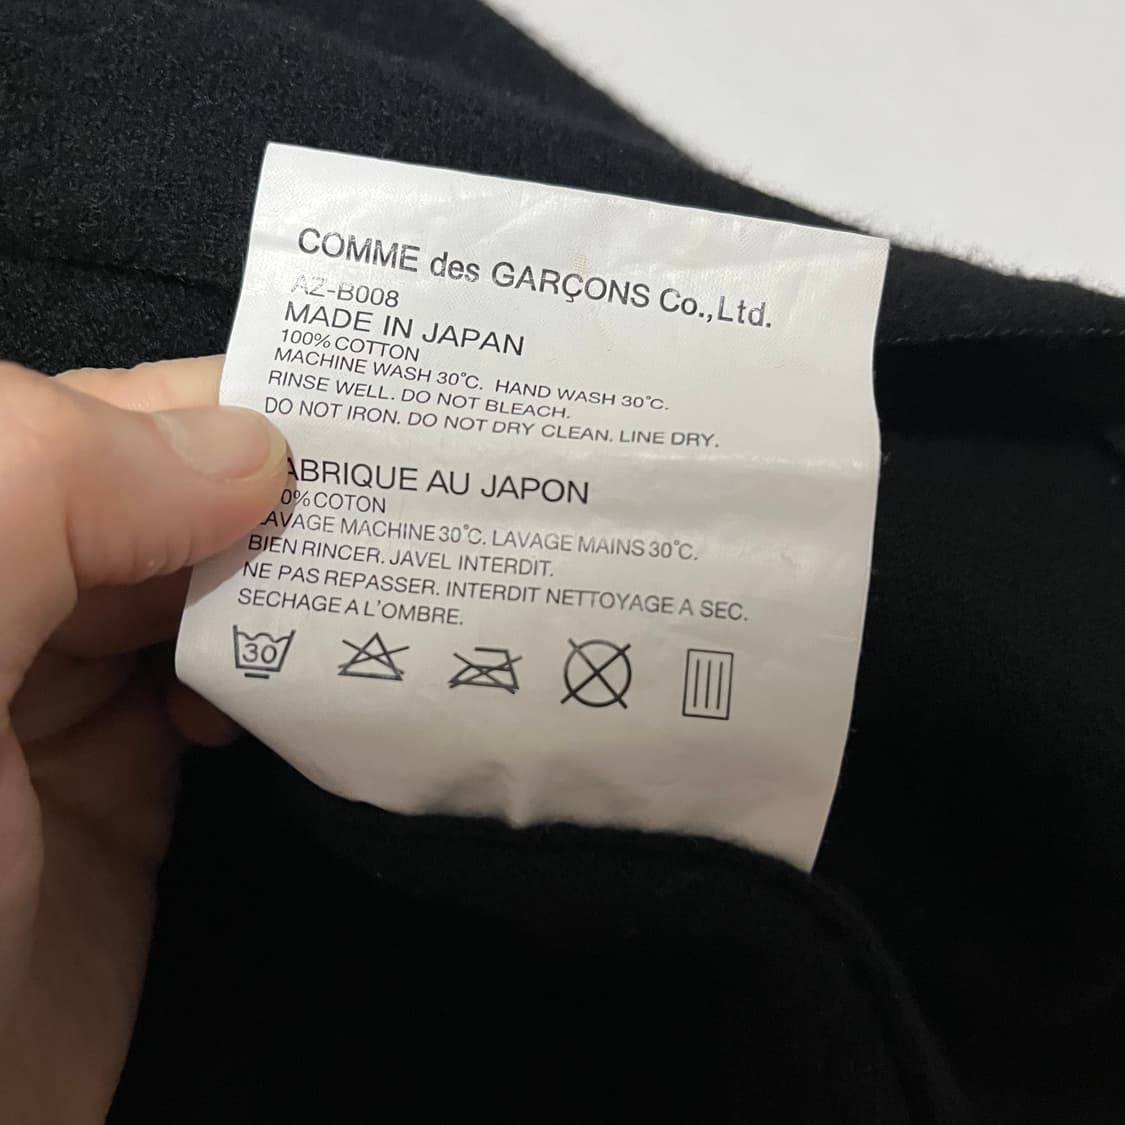 COMME des GARÇONS Co.,Ltd.
AZ-B008
MADE IN JAPAN
100% COTTON
MACHINE WASH 30°C. HAND WASH 30°C.
RINSE WELL. DO NOT BLEACH.
DO NOT IRON. DO NOT DRY CLEAN. LINE DRY.
ABRIQUE AU JAPON
0% COTON
LAVAGE MACHINE 30°C. LAVAGE MAINS 30°C.
BIEN RINCER. JAVEL INTERDIT.
NE PAS REPASSER. INTERDIT NETTOYAGE A SEC.
SECHAGE A L'OMBRE.
30